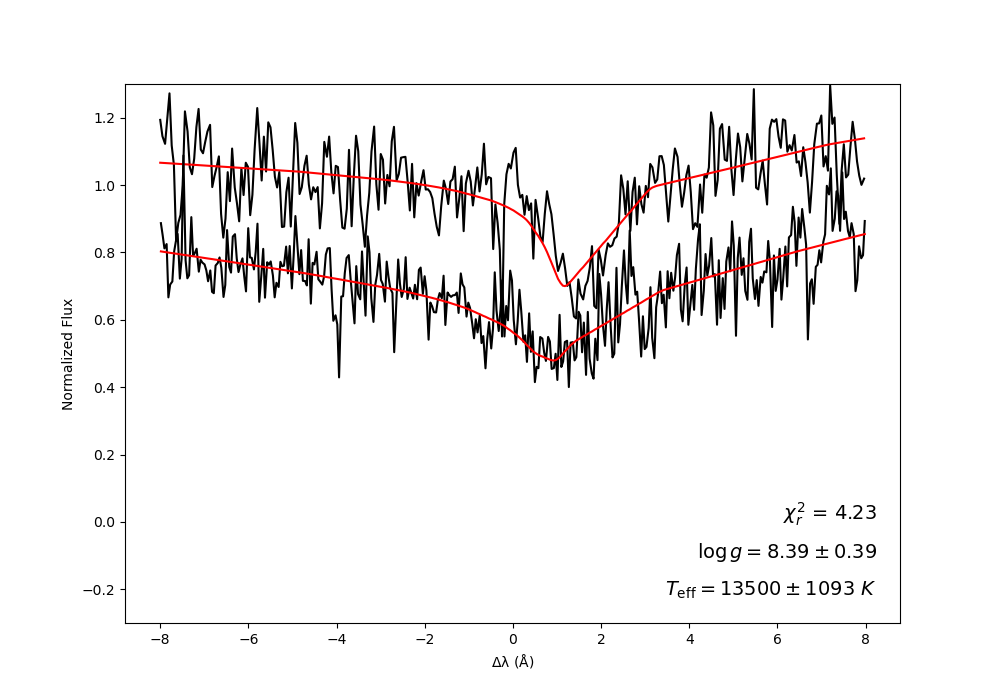 1.2
1.0
0.8
0.6
0.4
0.2
0.0
−0.2
Normalized Flux
χ²ᵣ = 4.23
log g = 8.39 ± 0.39
T_eff = 13500 ± 1093 K
−8 −6 −4 −2 0 2 4 6 8
Δλ (Å)